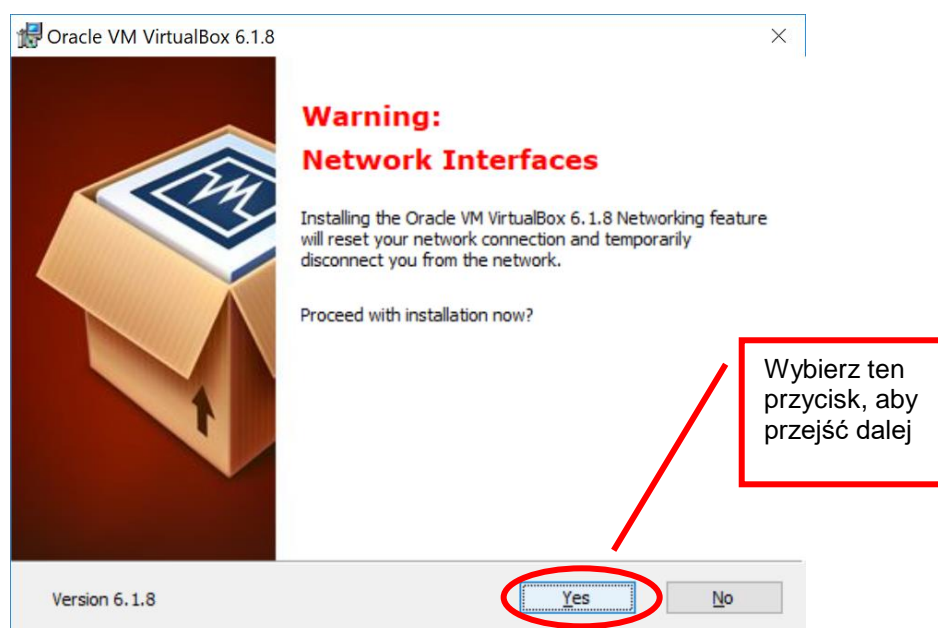 Oracle VM VirtualBox 6.1.8
Warning:
Network Interfaces
Installing the Oracle VM VirtualBox 6.1.8 Networking feature
will reset your network connection and temporarily
disconnect you from the network.
Proceed with installation now?
Wybierz ten
przycisk, aby
przejść dalej
Version 6.1.8
Yes
No